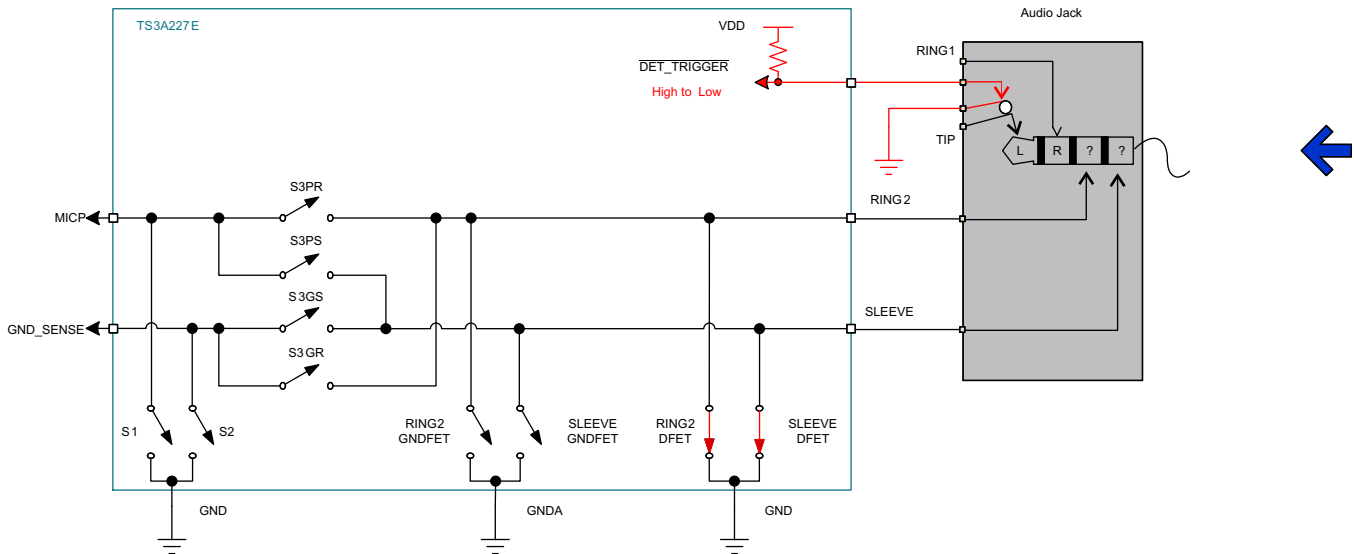 Audio Jack
TS3A227E
VDD
RING1
DET_TRIGGER
High to Low
TIP
L R ? ?
S3PR
RING2
MICP
S3PS
S3GS
SLEEVE
GND_SENSE
S3GR
S1
S2
RING2
GNDFET
SLEEVE
GNDFET
RING2
DFET
SLEEVE
DFET
GND
GNDA
GND